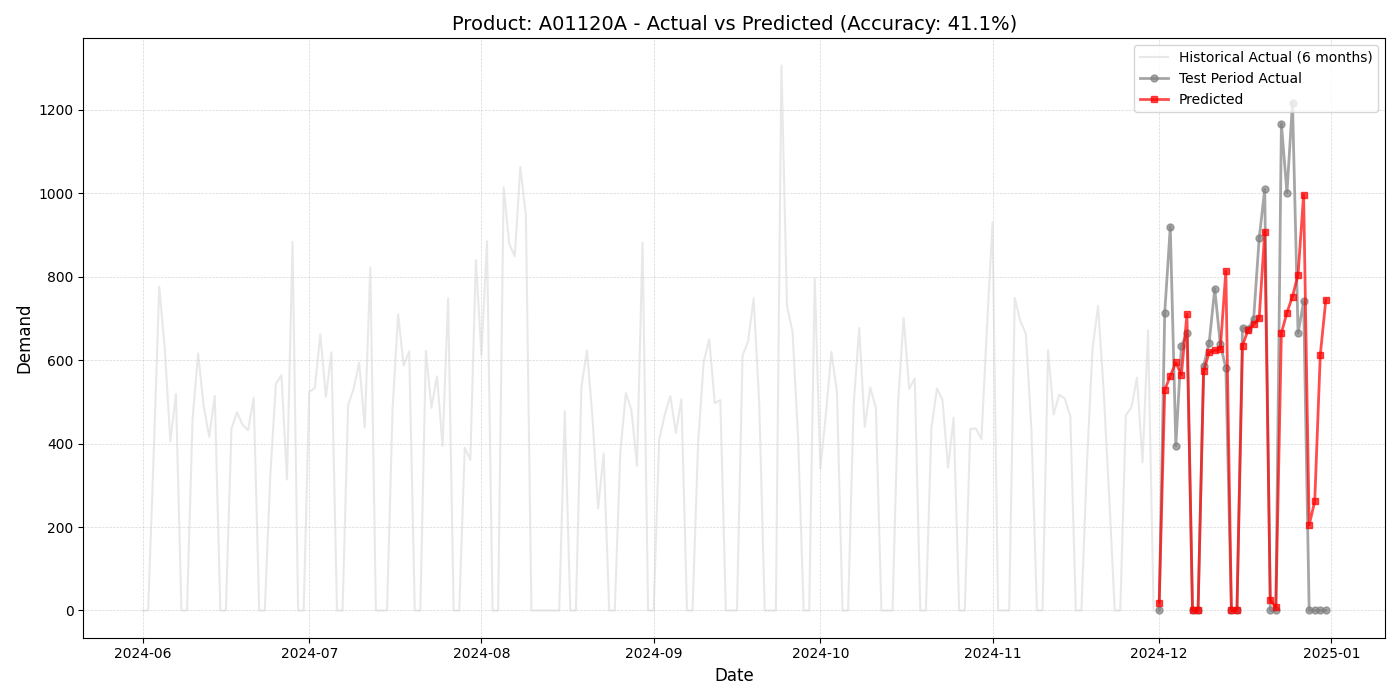 Product: A01120A - Actual vs Predicted (Accuracy: 41.1%)
Historical Actual (6 months)
Test Period Actual
Predicted
1200
1000
800
600
400
200
0
Demand
2024-06
2024-07
2024-08
2024-09
2024-10
2024-11
2024-12
2025-01
Date